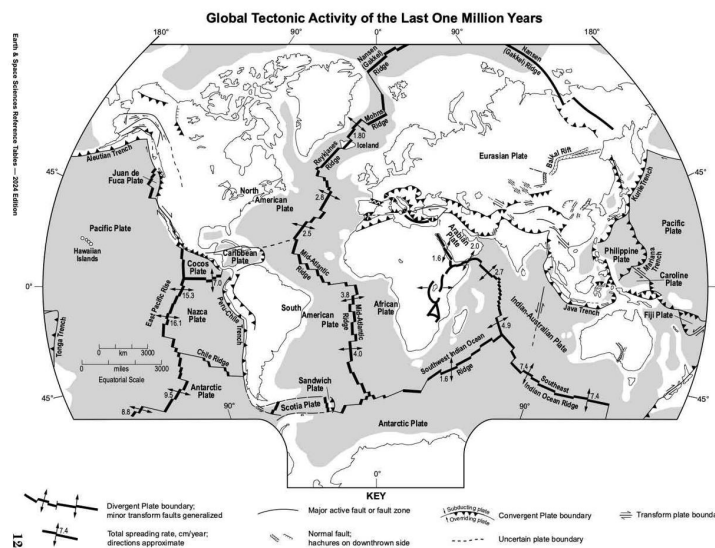 Global Tectonic Activity of the Last One Million Years
Earth & Space Sciences Reference Tables — 2024 Edition
12
180°
90°
0°
90°
180°
Nansen
(Gakkel)
Ridge
Nansen
(Gakkel) Ridge
Mohns
Ridge
1.80
Iceland
Reykjanes
Ridge
Aleutian Trench
45°
Juan de
Fuca Plate
North
American Plate
2.8
2.5
Eurasian Plate
Baikal Rift
Kurile Trench
45°
Pacific Plate
Hawaiian
Islands
Cocos
Plate
Caribbean
Plate
7.0
Mid-Atlantic
Ridge
Arabian
Plate
2.0
1.6
2.7
Philippine
Plate
Mariana
Trench
Pacific
Plate
Caroline
Plate
0°
15.3
East Pacific Rise
16.1
Nazca
Plate
Peru-Chile
Trench
South
American Plate
3.8
Mid-Atlantic
Ridge
4.0
African
Plate
Indian-Australian Plate
Java Trench
Fiji Plate
0°
Tonga Trench
0 km 3000
0 miles 3000
Equatorial Scale
Chile Ridge
9.5
8.8
Antarctic
Plate
Sandwich
Plate
Scotia Plate
Southwest Indian Ocean
Ridge
1.6
4.9
7.4
Southeast
Indian Ocean Ridge
7.4
45°
90°
90°
45°
Antarctic Plate
0°
KEY
Divergent Plate boundary;
minor transform faults generalized
7.4
Total spreading rate, cm/year;
directions approximate
Major active fault or fault zone
Normal fault;
hachures on downthrown side
Subducting plate
Overriding plate
Convergent Plate boundary
Uncertain plate boundary
Transform plate bounda